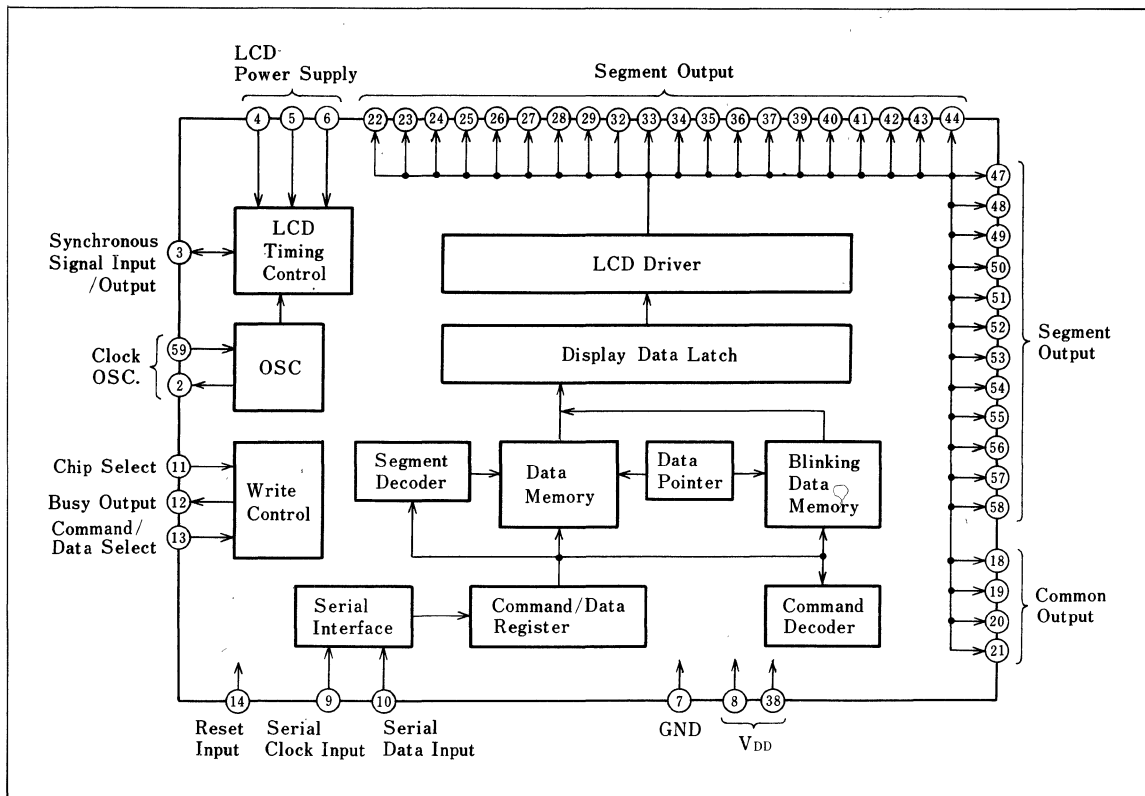 LCD
Power Supply
Segment Output
4 5 6 22 23 24 25 26 27 28 29 32 33 34 35 36 37 39 40 41 42 43 44
47
48
49
50
51
52
53
54
55
56
57
58
Segment
Output
18
19
20
21
Common
Output
Synchronous
Signal Input
/Output
3
LCD
Timing
Control
LCD Driver
Clock
OSC.
59
2
OSC
Display Data Latch
Chip Select 11
Busy Output 12
Command/
Data Select
13
Write
Control
Segment
Decoder
Data
Memory
Data
Pointer
Blinking
Data
Memory
Serial
Interface
Command/Data
Register
Command
Decoder
14 9 10 7 8 38
Reset
Input
Serial
Clock Input
Serial
Data Input
GND
VDD